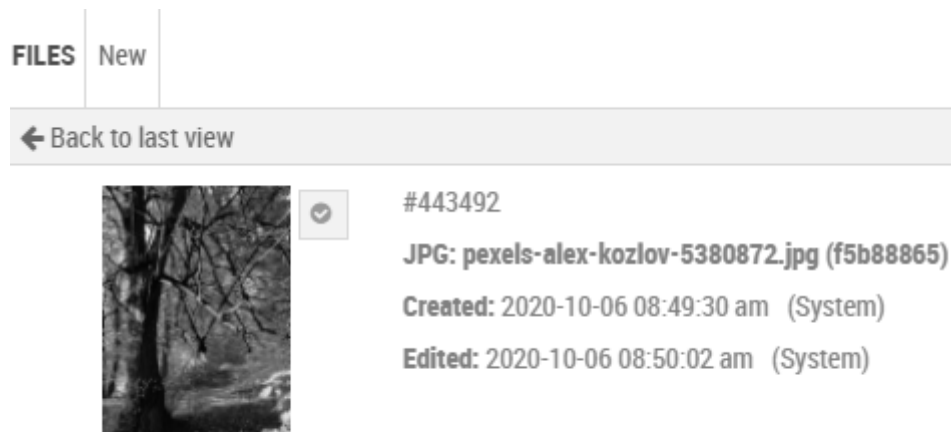 FILES New
Back to last view
#443492
JPG: pexels-alex-kozlov-5380872.jpg (f5b88865)
Created: 2020-10-06 08:49:30 am (System)
Edited: 2020-10-06 08:50:02 am (System)